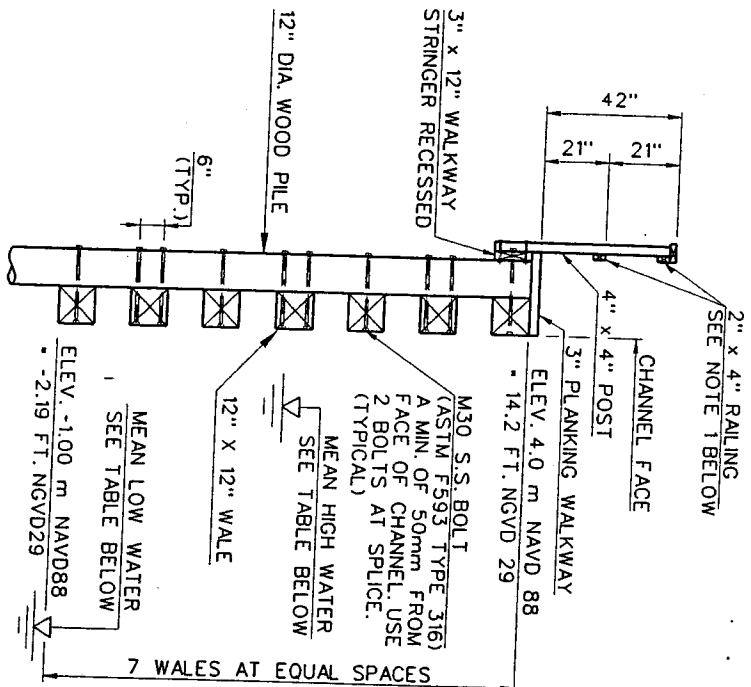 42"
21"
21"
2" x 4" RAILING
SEE NOTE 1 BELOW
CHANNEL FACE
4" x 4" POST
3" PLANKING WALKWAY
ELEV. 4.0 m NAVD 88
= 14.2 FT. NGVD 29
3" x 12" WALKWAY
STRINGER RECESSED
M30 S.S. BOLT
(ASTM F593 TYPE 316)
A MIN. OF 50mm FROM
FACE OF CHANNEL. USE
2 BOLTS AT SPLICE.
(TYPICAL)
12" DIA. WOOD PILE
MEAN HIGH WATER
SEE TABLE BELOW
12" X 12" WALE
6"
(TYP.)
MEAN LOW WATER
SEE TABLE BELOW
ELEV. -1.00 m NAVD88
= -2.19 FT. NGVD29
7 WALES AT EQUAL SPACES